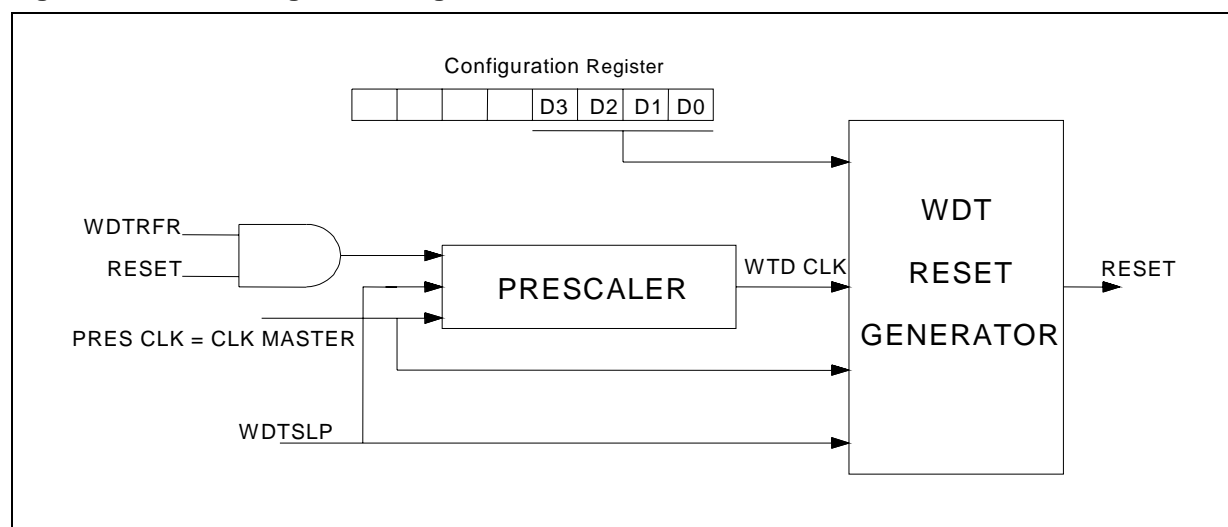 Configuration Register
D3 D2 D1 D0
WDTRFR
RESET
PRES CLK = CLK MASTER
WDTSLP
PRESCALER
WTD CLK
WDT
RESET
GENERATOR
RESET